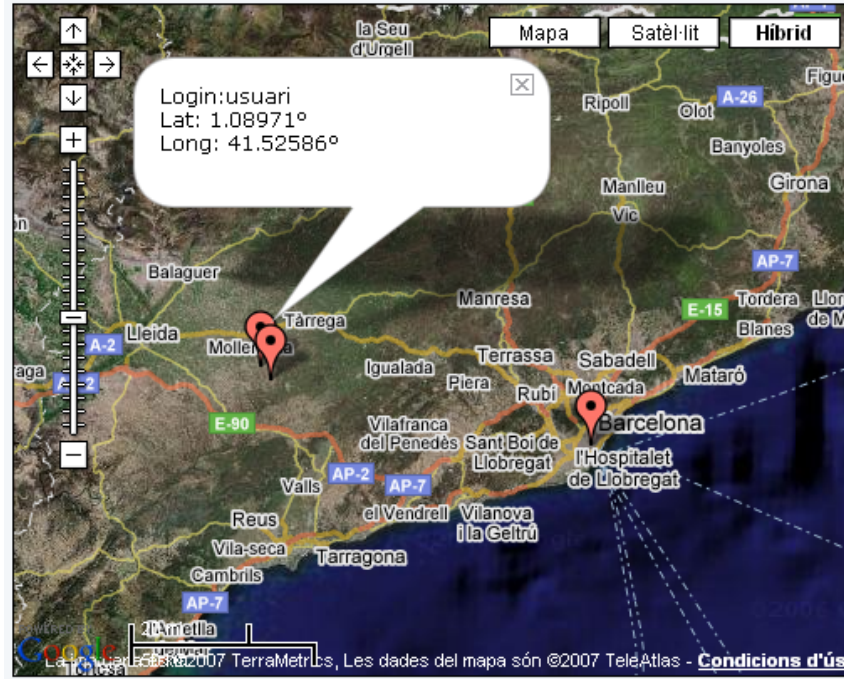 la Seu
d'Urgell
Mapa
Satèl·lit
Híbrid
Login:usuari
Lat: 1.08971º
Long: 41.52586º
Ripoll
Olot
A-26
Banyoles
Manlleu
Vic
Girona
AP-7
Balaguer
Manresa
E-15
Tordera
Blanes
Lleida
Tàrrega
A-2
Igualada
Terrassa
Sabadell
Piera
Rubí
Montcada
Mataró
E-90
Barcelona
Vilafranca
del Penedès
Sant Boi de
Llobregat
l'Hospitalet
de Llobregat
Valls
AP-2
AP-7
el Vendrell
Vilanova
i la Geltrú
Reus
Vila-seca
Tarragona
Cambrils
AP-7
l'Ametlla
Google
©2007 TerraMetrics, Les dades del mapa són ©2007 TeleAtlas - Condicions d'ús